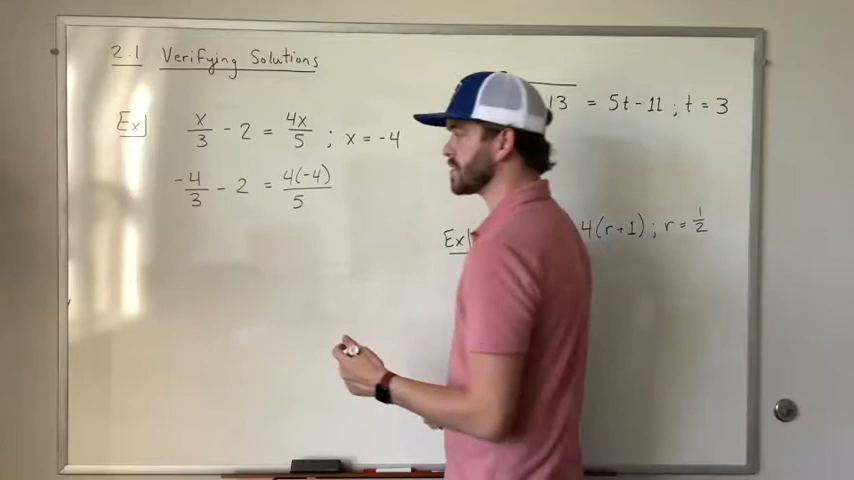 2.1 Verifying Solutions
Ex| x/3 - 2 = 4x/5 ; x = -4
-4/3 - 2 = 4(-4)/5
13 = 5t - 11 ; t = 3
Ex| 4(r+1) ; r = 1/2